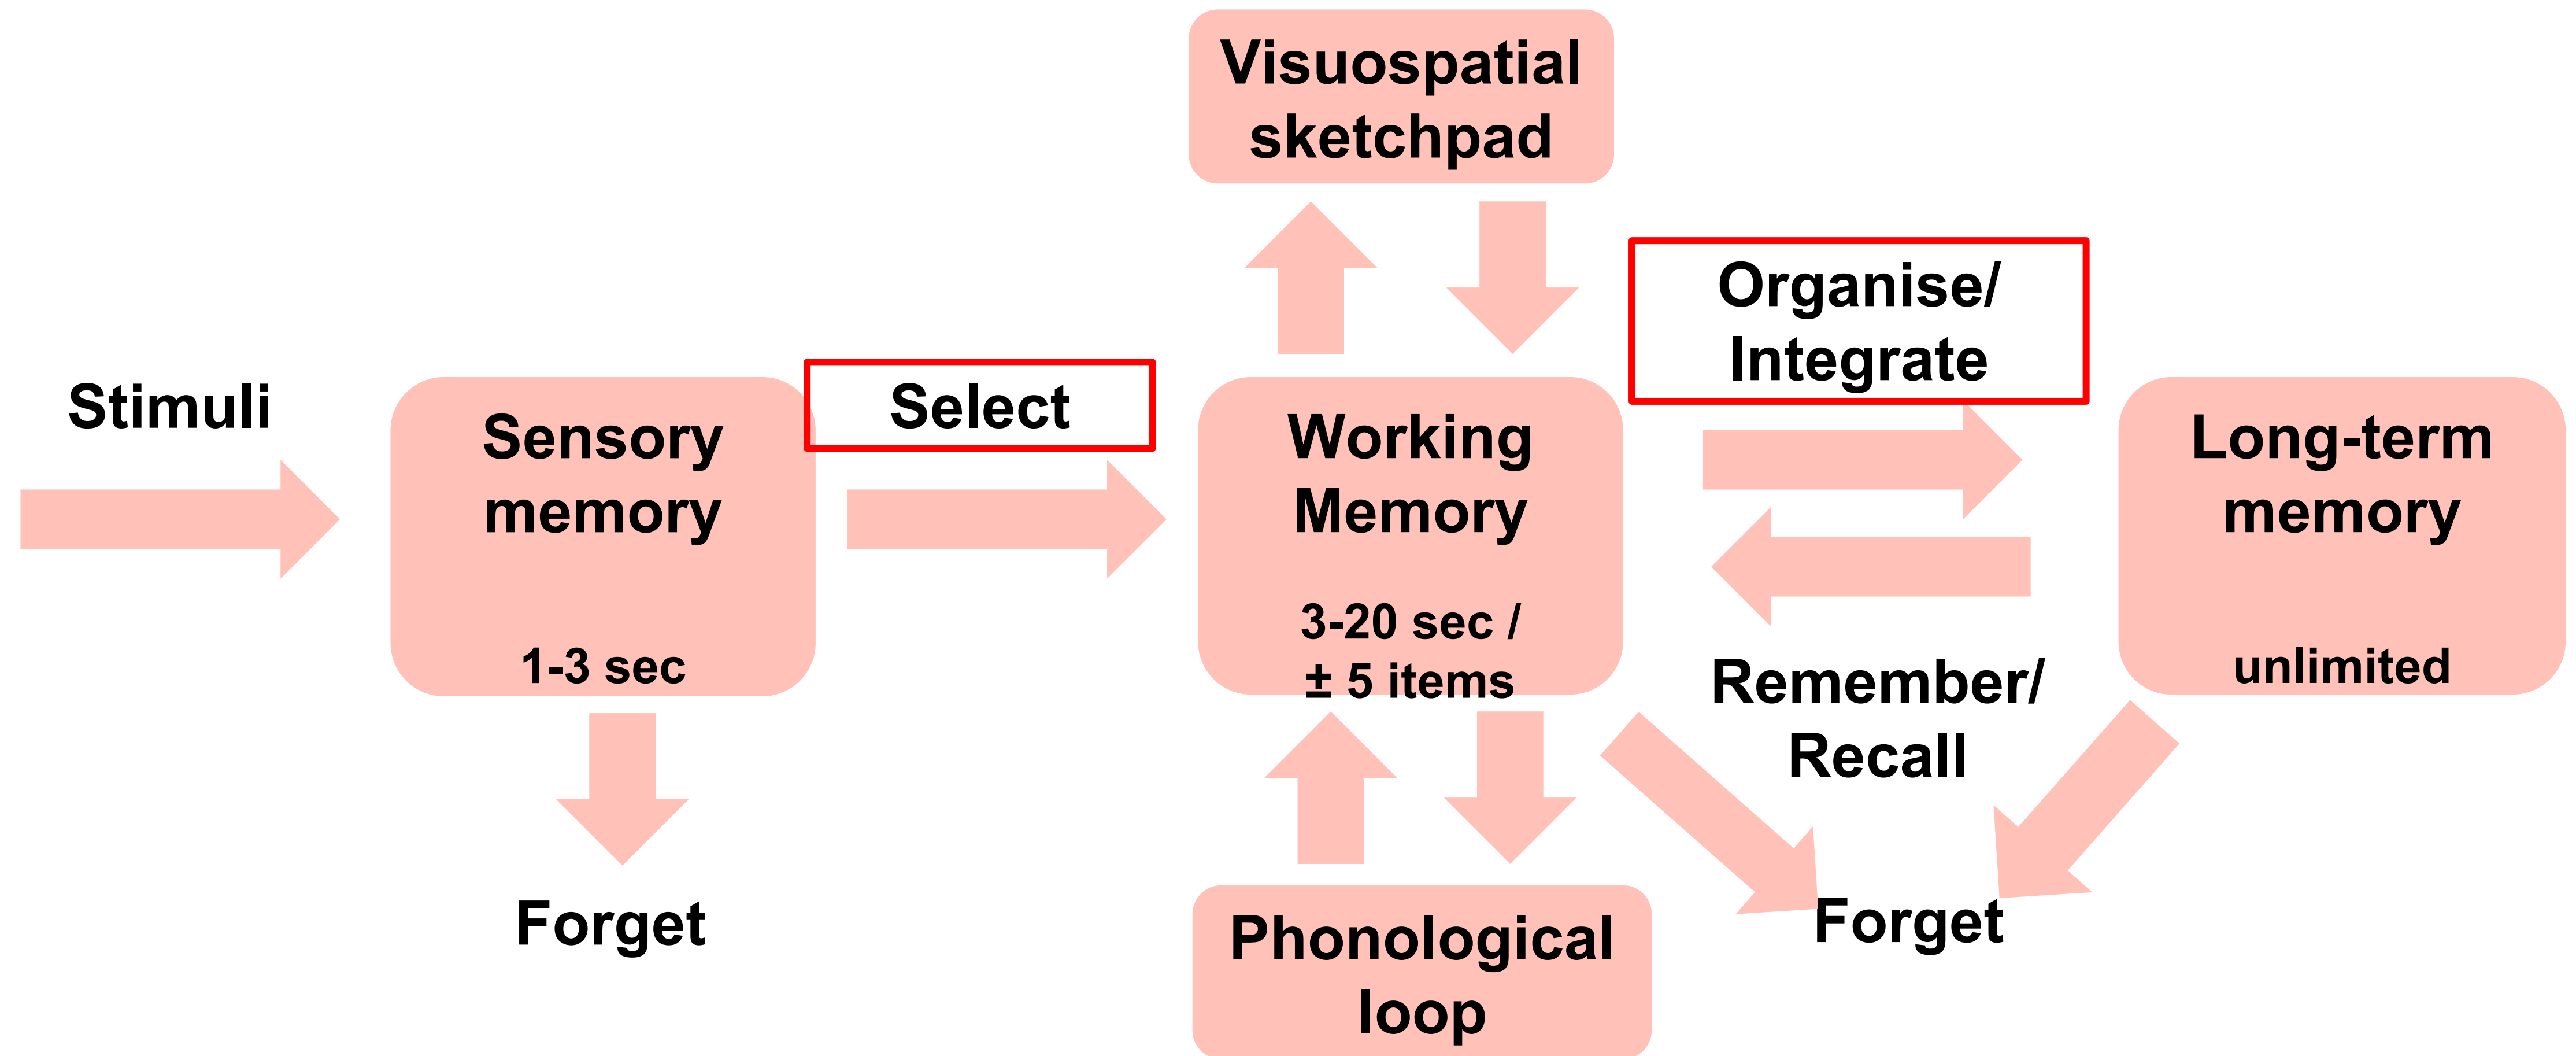 Visuospatial
sketchpad
Stimuli
Sensory
memory
1-3 sec
Select
Working
Memory
3-20 sec /
± 5 items
Organise/
Integrate
Long-term
memory
unlimited
Remember/
Recall
Forget
Phonological
loop
Forget